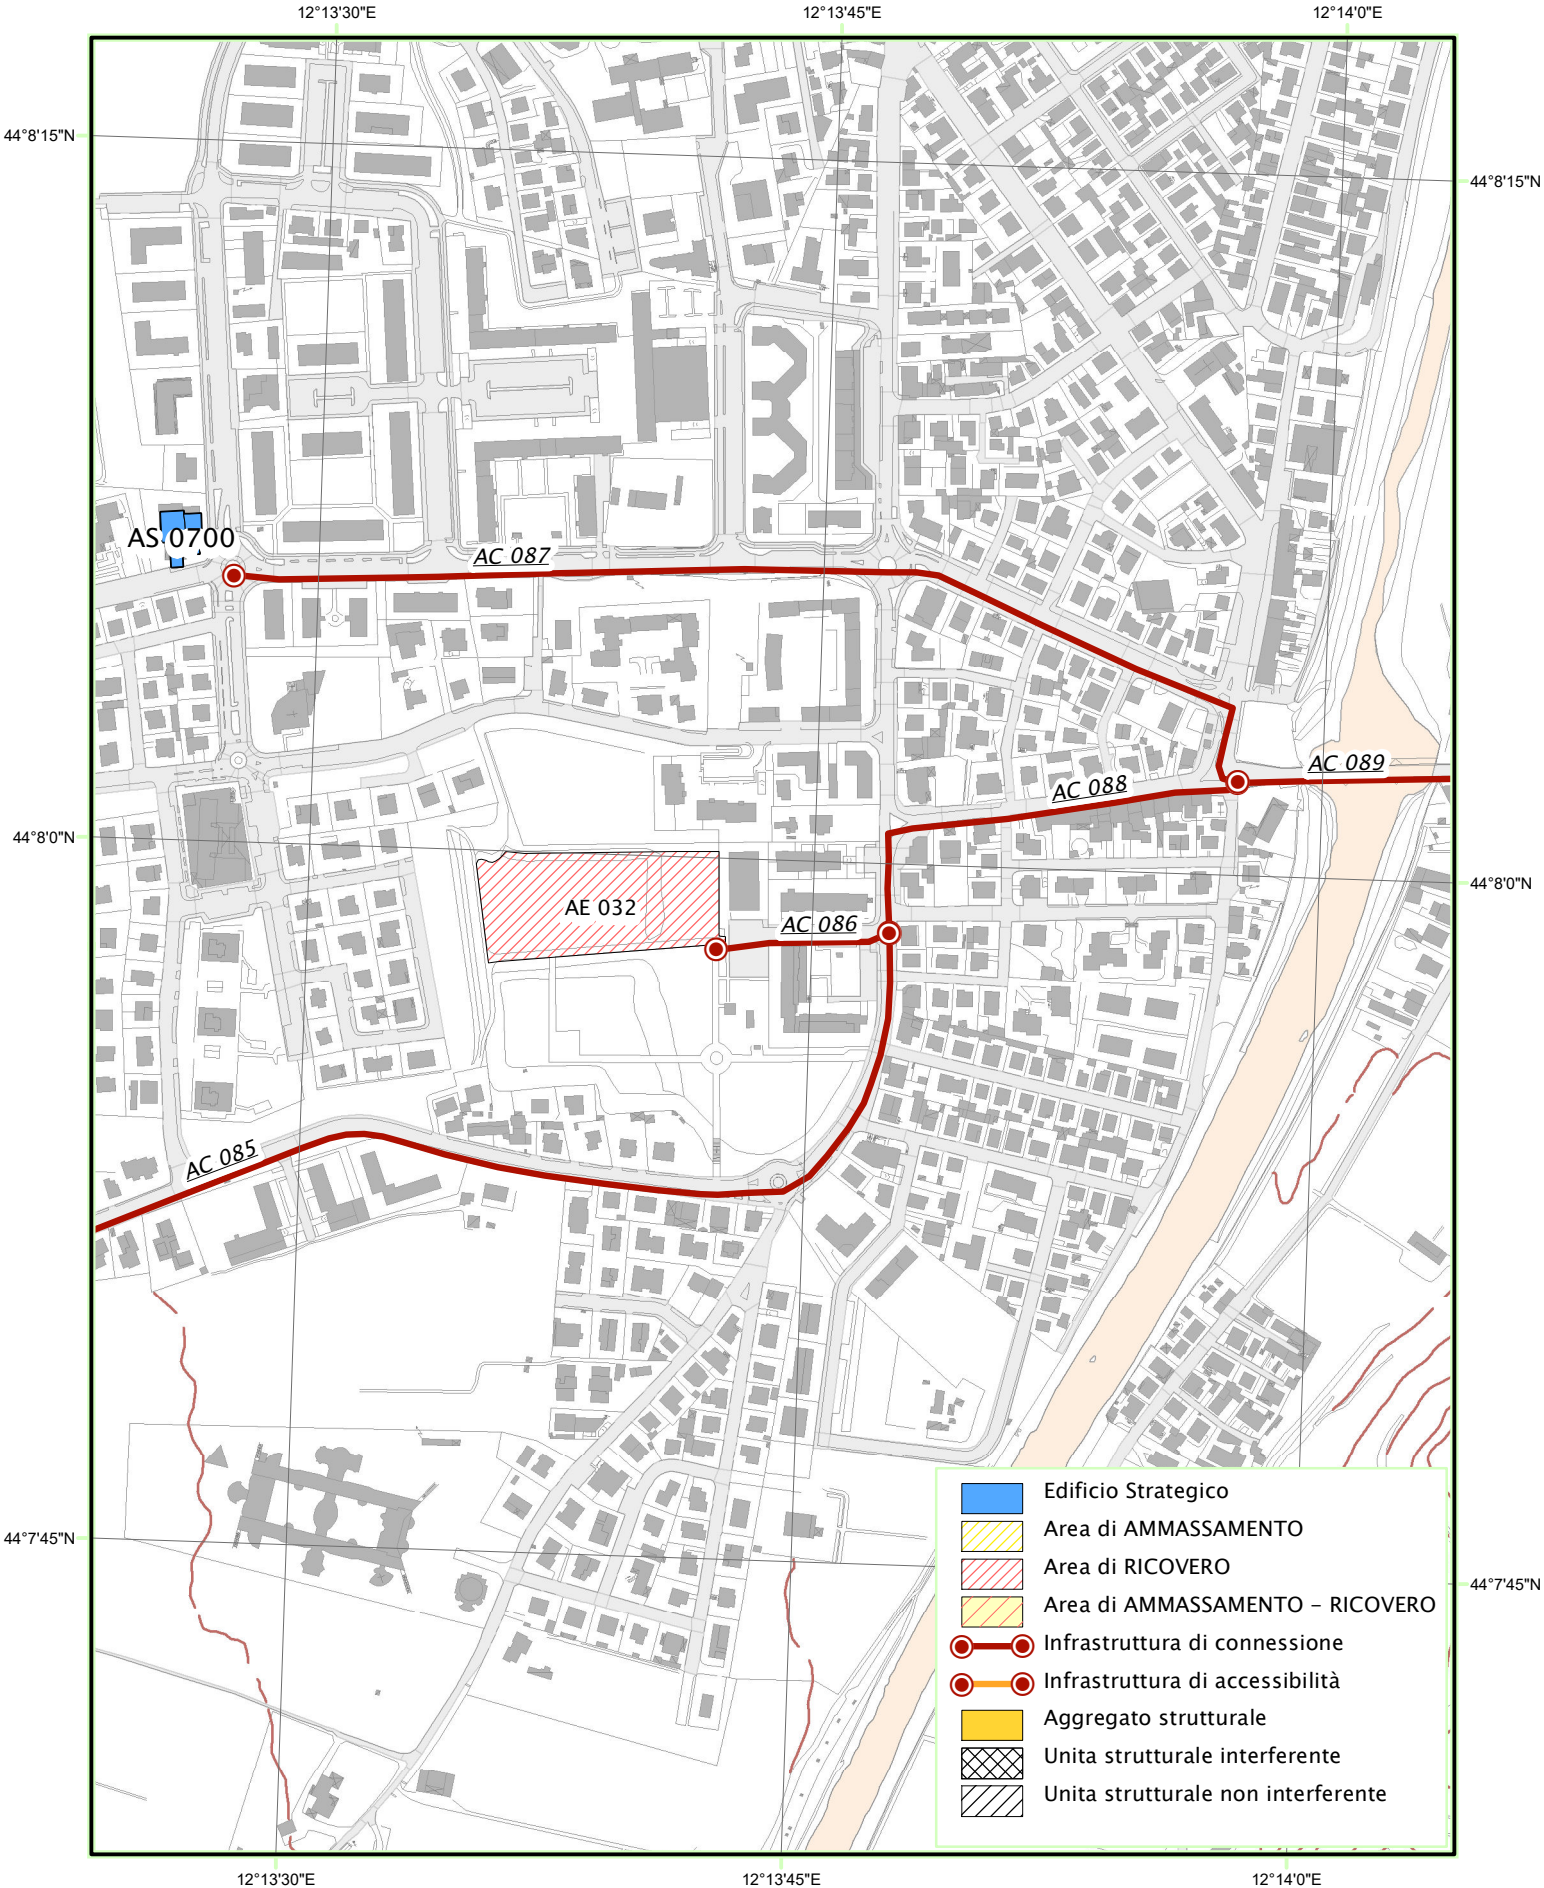 12°13'30"E 12°13'45"E 12°14'0"E
44°8'15"N
44°8'15"N
AS 0700
AC 087
AC 089
AC 088
44°8'0"N
44°8'0"N
AE 032
AC 086
AC 085
Edificio Strategico
Area di AMMASSAMENTO
44°7'45"N
Area di RICOVERO
44°7'45"N
Area di AMMASSAMENTO - RICOVERO
Infrastruttura di connessione
Infrastruttura di accessibilità
Aggregato strutturale
Unita strutturale interferente
Unita strutturale non interferente
12°13'30"E 12°13'45"E 12°14'0"E